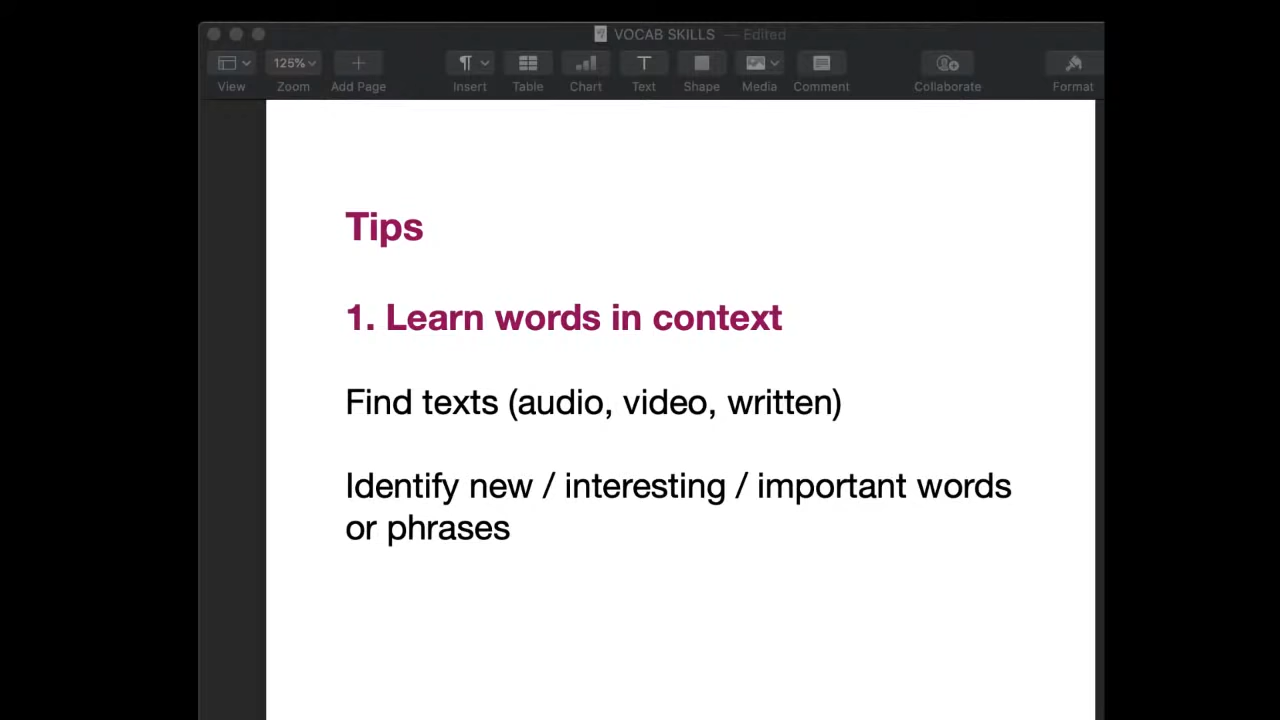 VOCAB SKILLS — Edited
125%
View Zoom Add Page Insert Table Chart Text Shape Media Comment Collaborate Format
Tips
1. Learn words in context
Find texts (audio, video, written)
Identify new / interesting / important words
or phrases